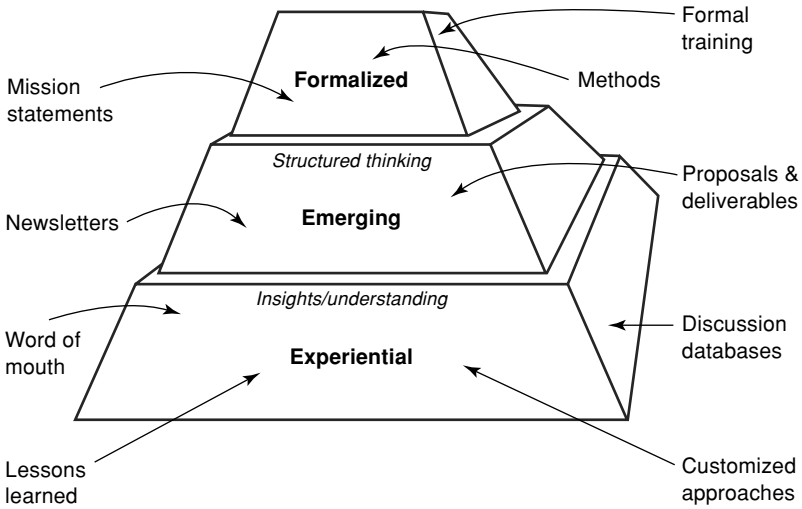 Formal
training
Mission
statements
Formalized
Methods
Structured thinking
Proposals &
deliverables
Newsletters
Emerging
Insights/understanding
Word of
mouth
Experiential
Discussion
databases
Lessons
learned
Customized
approaches